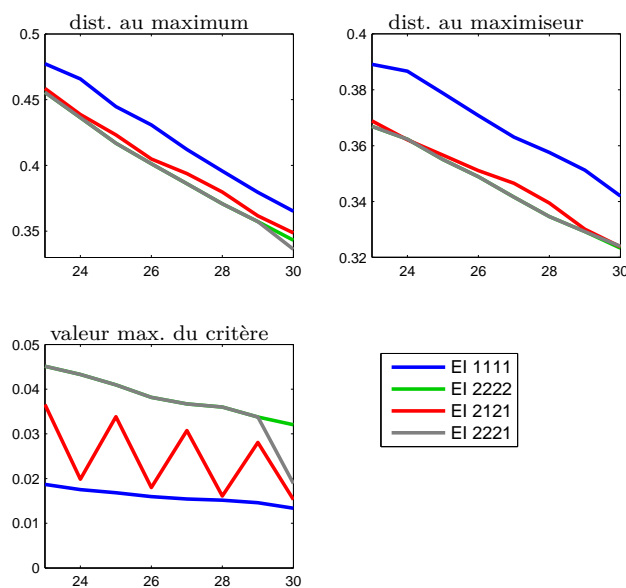 dist. au maximum
0.5
0.45
0.4
0.35
24 26 28 30
dist. au maximiseur
0.4
0.38
0.36
0.34
0.32
24 26 28 30
valeur max. du critère
0.05
0.04
0.03
0.02
0.01
0
24 26 28 30
EI 1111
EI 2222
EI 2121
EI 2221